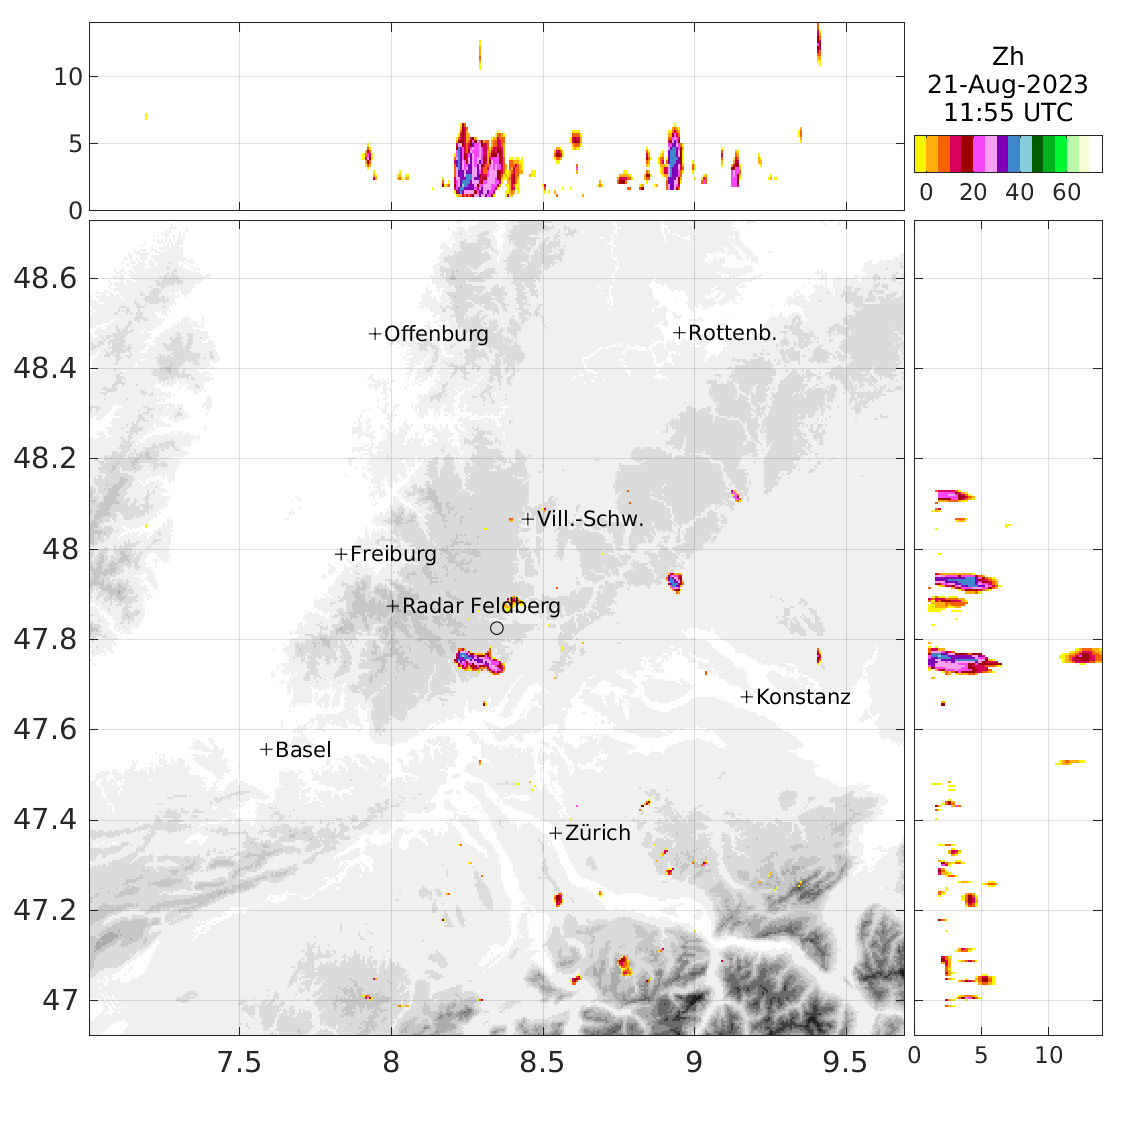 10
5
0
Zh
21-Aug-2023
11:55 UTC
0 20 40 60
48.6
48.4
48.2
48
47.8
47.6
47.4
47.2
47
Offenburg
Rottenb.
Vill.-Schw.
Freiburg
Radar Feldberg
Konstanz
Basel
Zürich
7.5 8 8.5 9 9.5
0 5 10